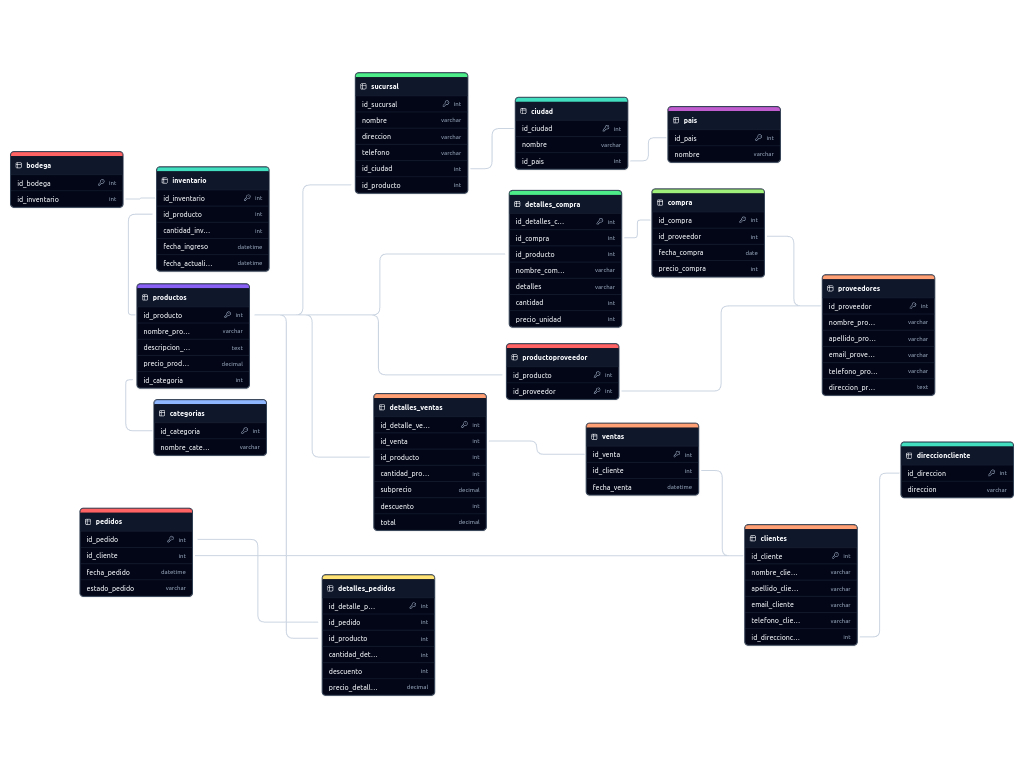 sucursal
id_sucursal int
nombre varchar
direccion varchar
telefono varchar
id_ciudad int
id_producto int
ciudad
id_ciudad int
nombre varchar
id_pais int
pais
id_pais int
nombre varchar
bodega
id_bodega int
id_inventario int
inventario
id_inventario int
id_producto int
cantidad_inv... int
fecha_ingreso datetime
fecha_actuali... datetime
detalles_compra
id_detalles_c... int
id_compra int
id_producto int
nombre_com... varchar
detalles varchar
cantidad int
precio_unidad int
compra
id_compra int
id_proveedor int
fecha_compra date
precio_compra int
proveedores
id_proveedor int
nombre_pro... varchar
apellido_pro... varchar
email_prove... varchar
telefono_pro... varchar
direccion_pr... text
productos
id_producto int
nombre_pro... varchar
descripcion_... text
precio_prod... decimal
id_categoria int
productoproveedor
id_producto int
id_proveedor int
categorias
id_categoria int
nombre_cate... varchar
detalles_ventas
id_detalle_ve... int
id_venta int
id_producto int
cantidad_pro... int
subprecio decimal
descuento int
total decimal
ventas
id_venta int
id_cliente int
fecha_venta datetime
direccioncliente
id_direccion int
direccion varchar
pedidos
id_pedido int
id_cliente int
fecha_pedido datetime
estado_pedido varchar
clientes
id_cliente int
nombre_clie... varchar
apellido_clie... varchar
email_cliente varchar
telefono_clie... varchar
id_direccionc... int
detalles_pedidos
id_detalle_p... int
id_pedido int
id_producto int
cantidad_det... int
descuento int
precio_detall... decimal